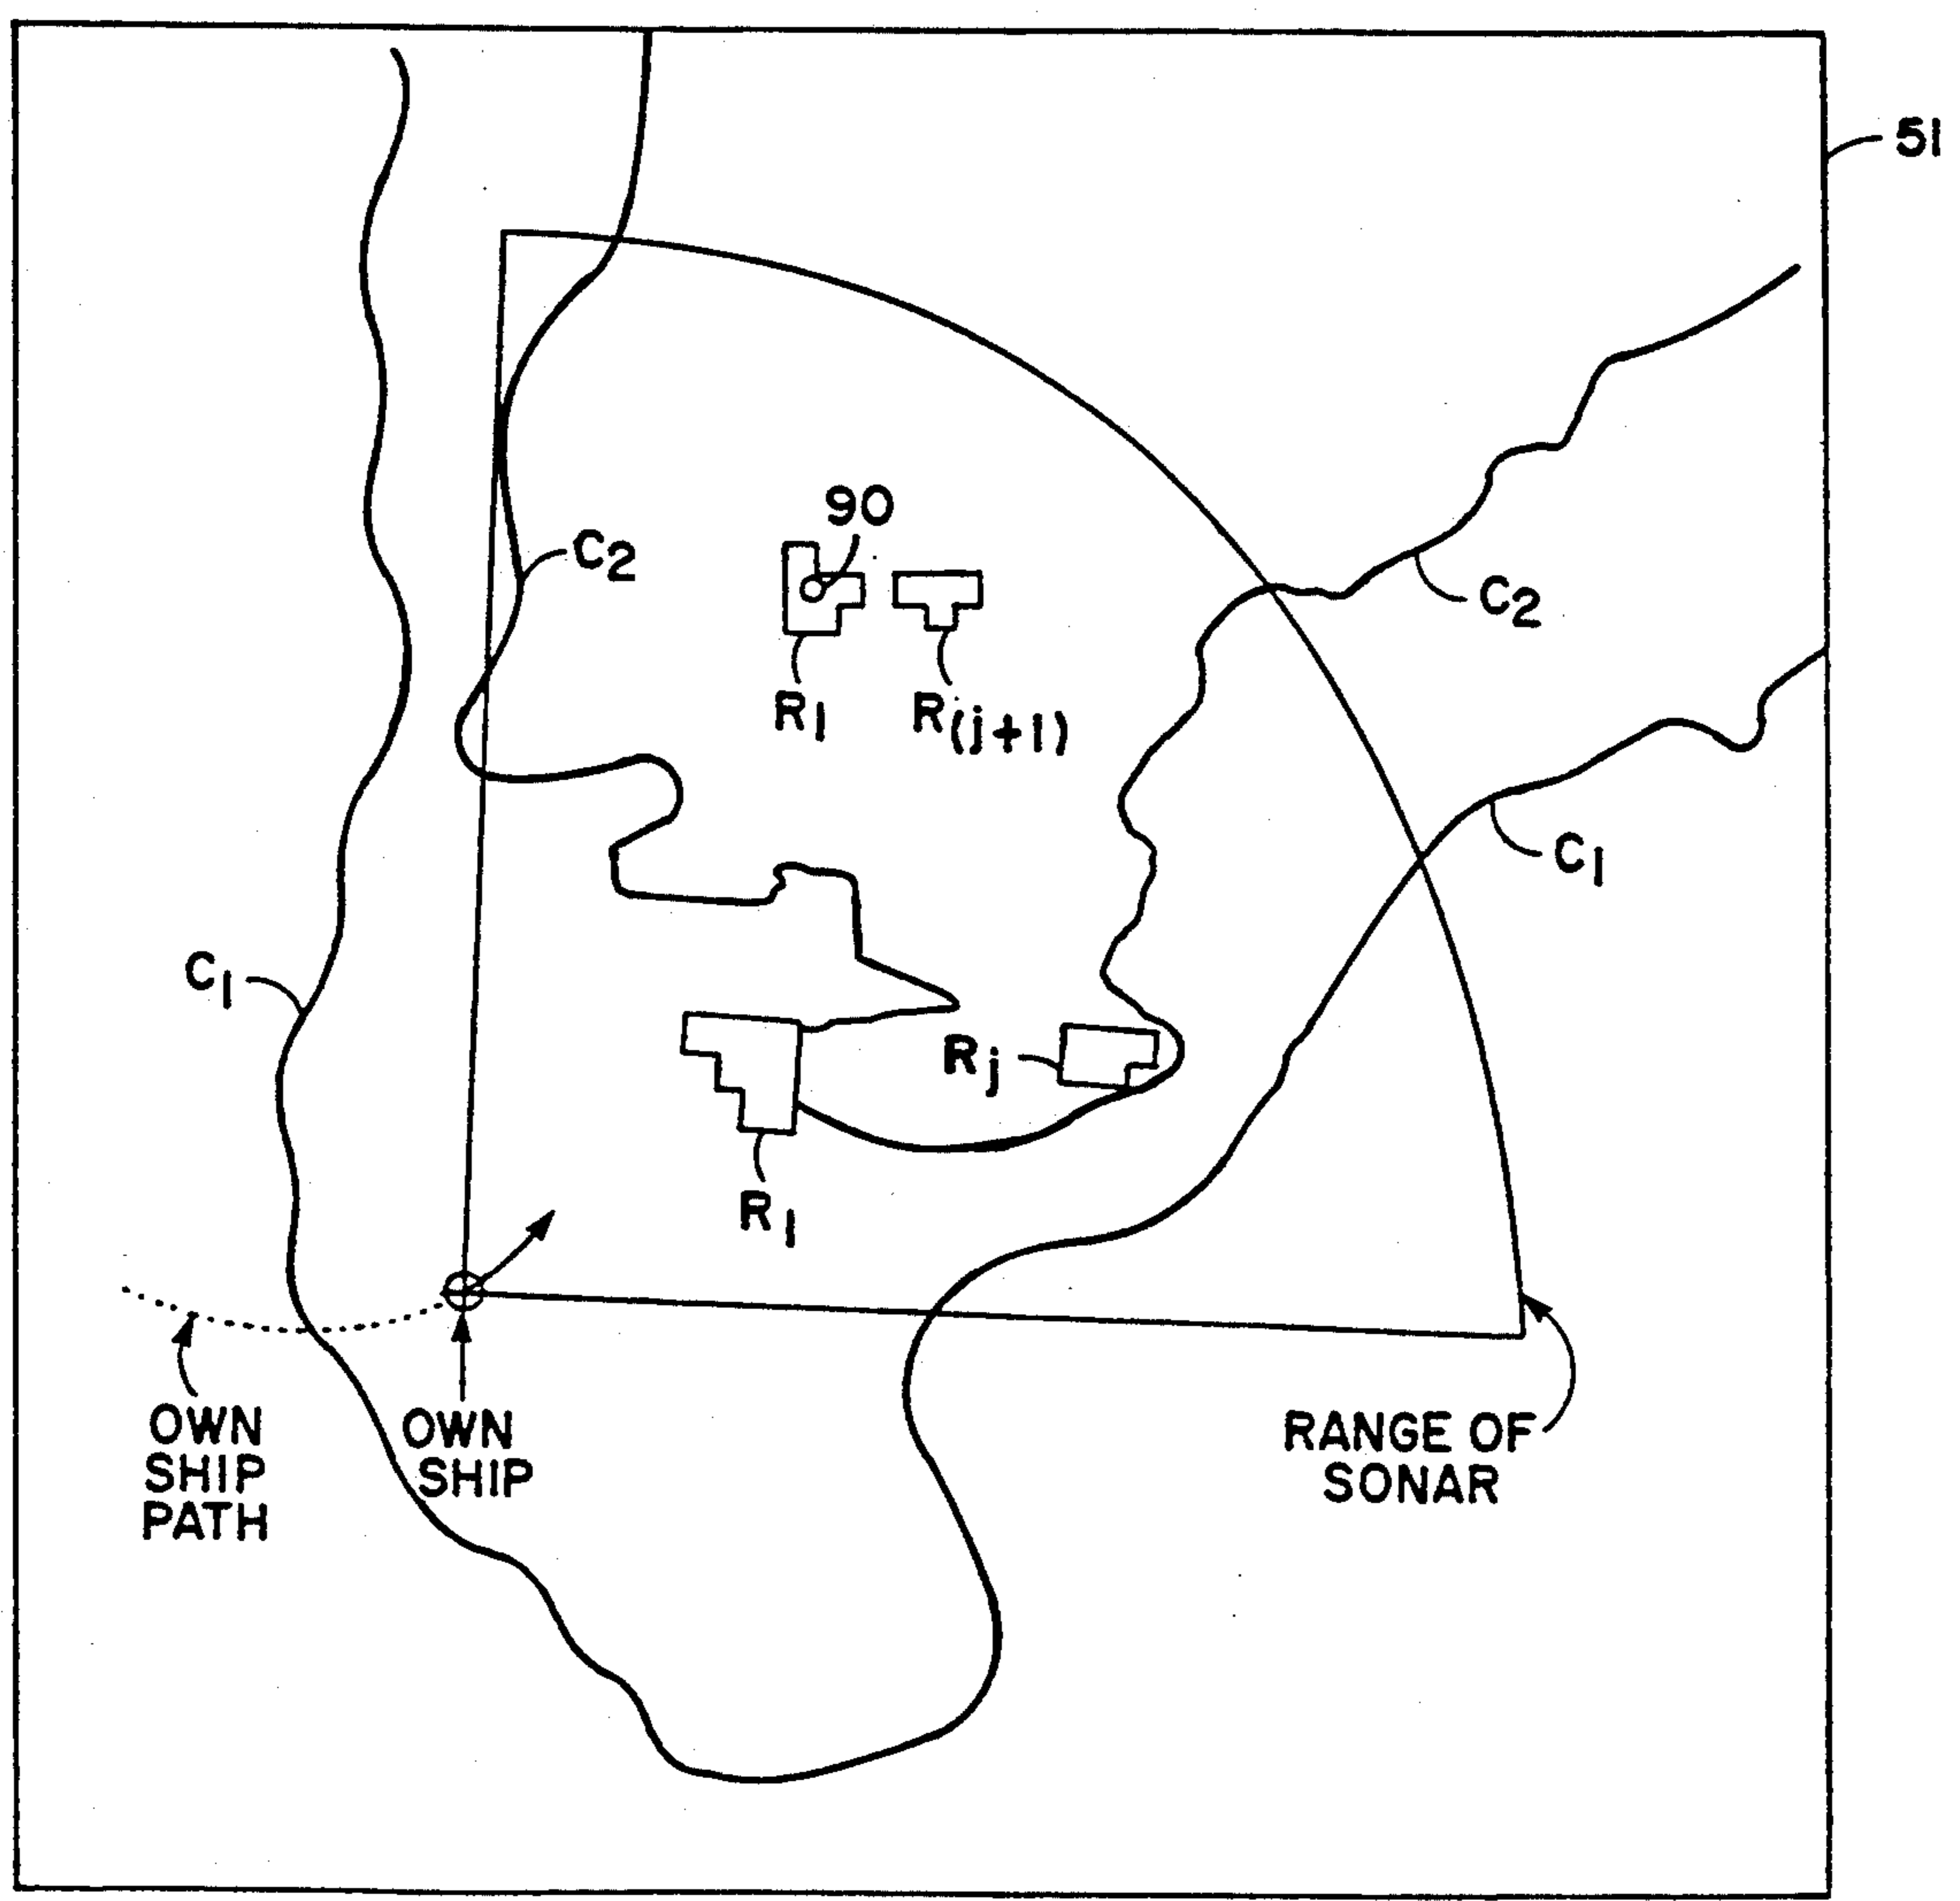 51
90
C2
C2
R1
R(j+1)
C1
C1
Rj
R1
OWN
SHIP
PATH
OWN
SHIP
RANGE OF
SONAR